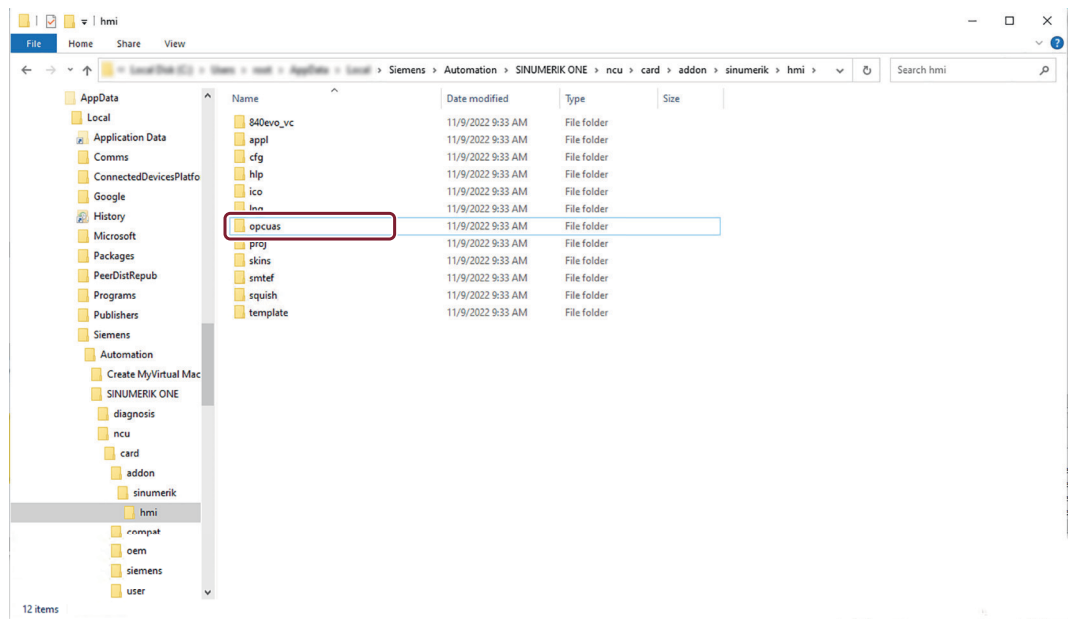 hmi
File Home Share View
Local Disk (C:) › Users › root › AppData › Local › Siemens › Automation › SINUMERIK ONE › ncu › card › addon › sinumerik › hmi ›
Search hmi
AppData
Local
Application Data
Comms
ConnectedDevicesPlatfo
Google
History
Microsoft
Packages
PeerDistRepub
Programs
Publishers
Siemens
Automation
Create MyVirtual Mac
SINUMERIK ONE
diagnosis
ncu
card
addon
sinumerik
hmi
compat
oem
siemens
user
Name Date modified Type Size
840evo_vc 11/9/2022 9:33 AM File folder
appl 11/9/2022 9:33 AM File folder
cfg 11/9/2022 9:33 AM File folder
hlp 11/9/2022 9:33 AM File folder
ico 11/9/2022 9:33 AM File folder
lng 11/9/2022 9:33 AM File folder
opcuas 11/9/2022 9:33 AM File folder
proj 11/9/2022 9:33 AM File folder
skins 11/9/2022 9:33 AM File folder
smtef 11/9/2022 9:33 AM File folder
squish 11/9/2022 9:33 AM File folder
template 11/9/2022 9:33 AM File folder
12 items